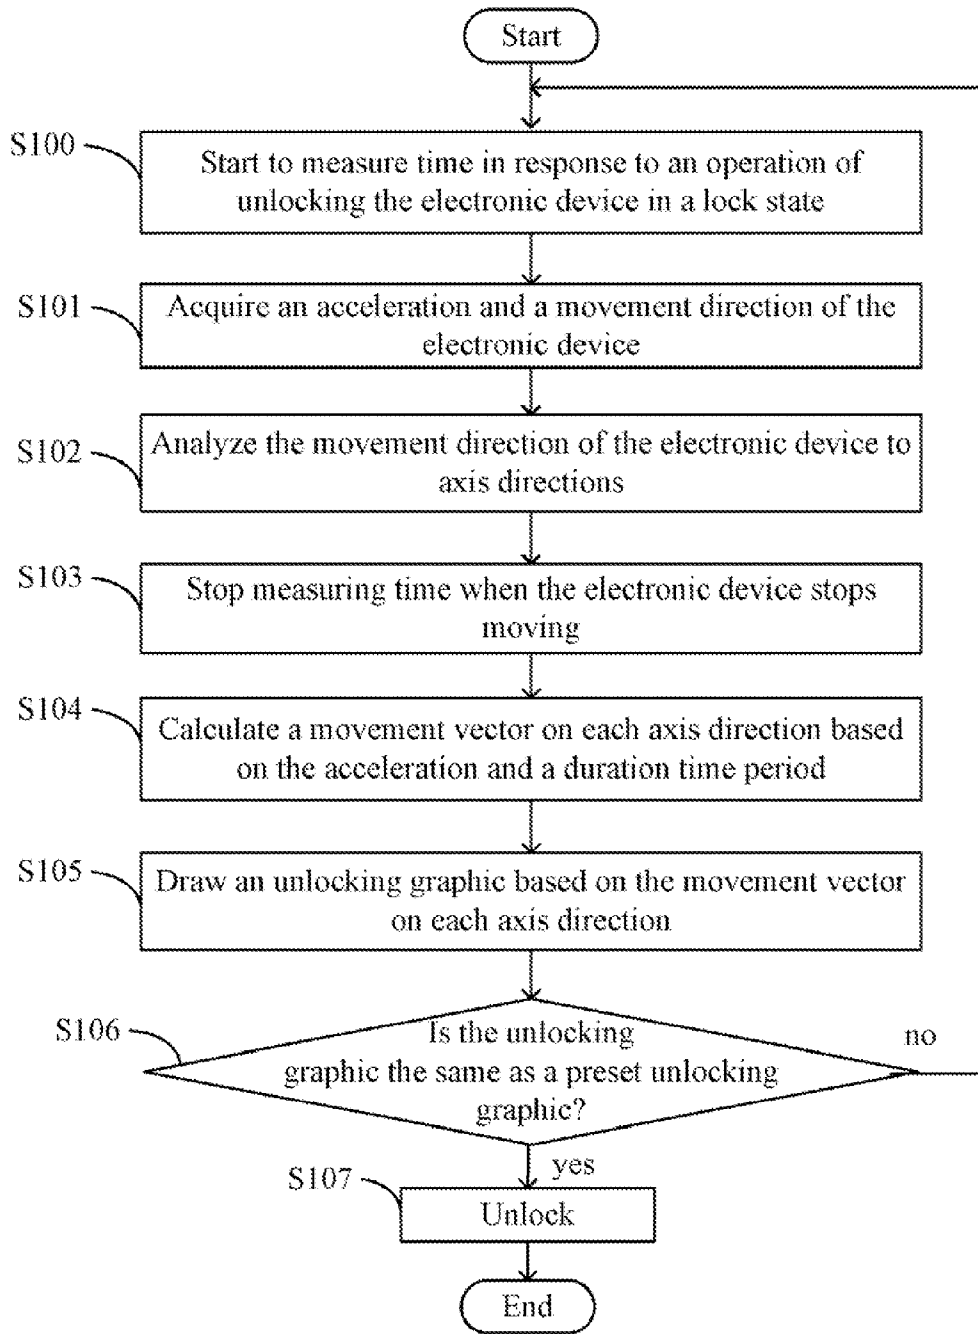 Start
S100
Start to measure time in response to an operation of
unlocking the electronic device in a lock state
S101
Acquire an acceleration and a movement direction of the
electronic device
S102
Analyze the movement direction of the electronic device to
axis directions
S103
Stop measuring time when the electronic device stops
moving
S104
Calculate a movement vector on each axis direction based
on the acceleration and a duration time period
S105
Draw an unlocking graphic based on the movement vector
on each axis direction
S106
Is the unlocking
graphic the same as a preset unlocking
graphic?
no
yes
S107
Unlock
End